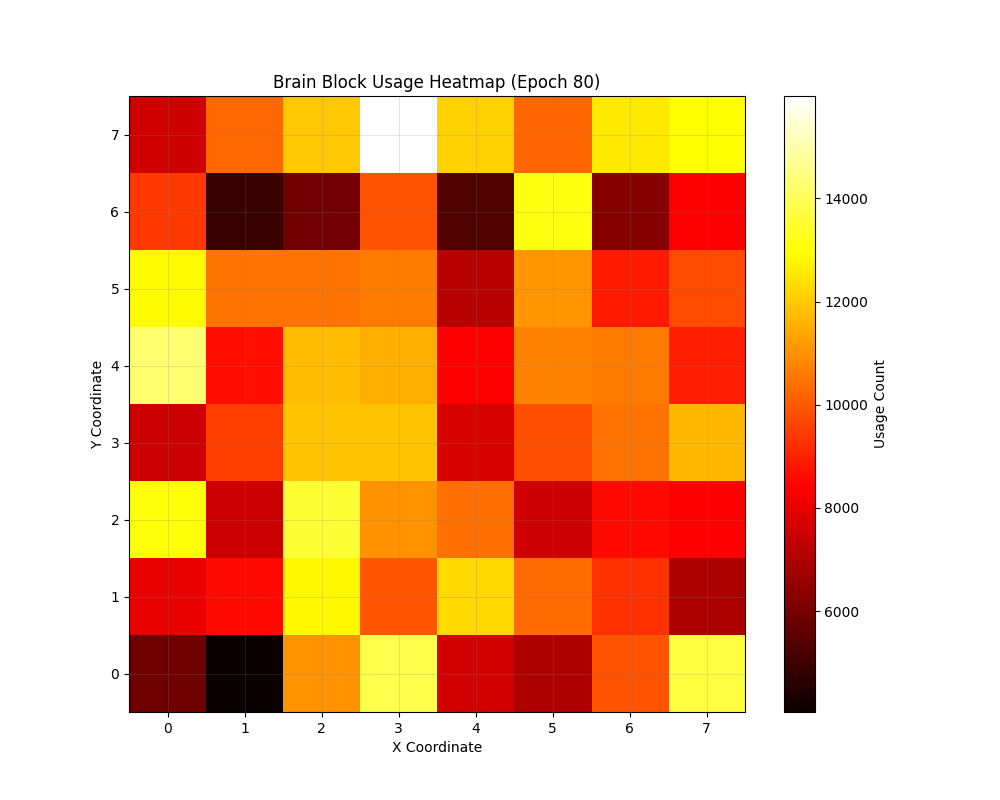 Brain Block Usage Heatmap (Epoch 80)
7
6
5
4
3
2
1
0
Y Coordinate
0 1 2 3 4 5 6 7
X Coordinate
14000
12000
10000
8000
6000
Usage Count